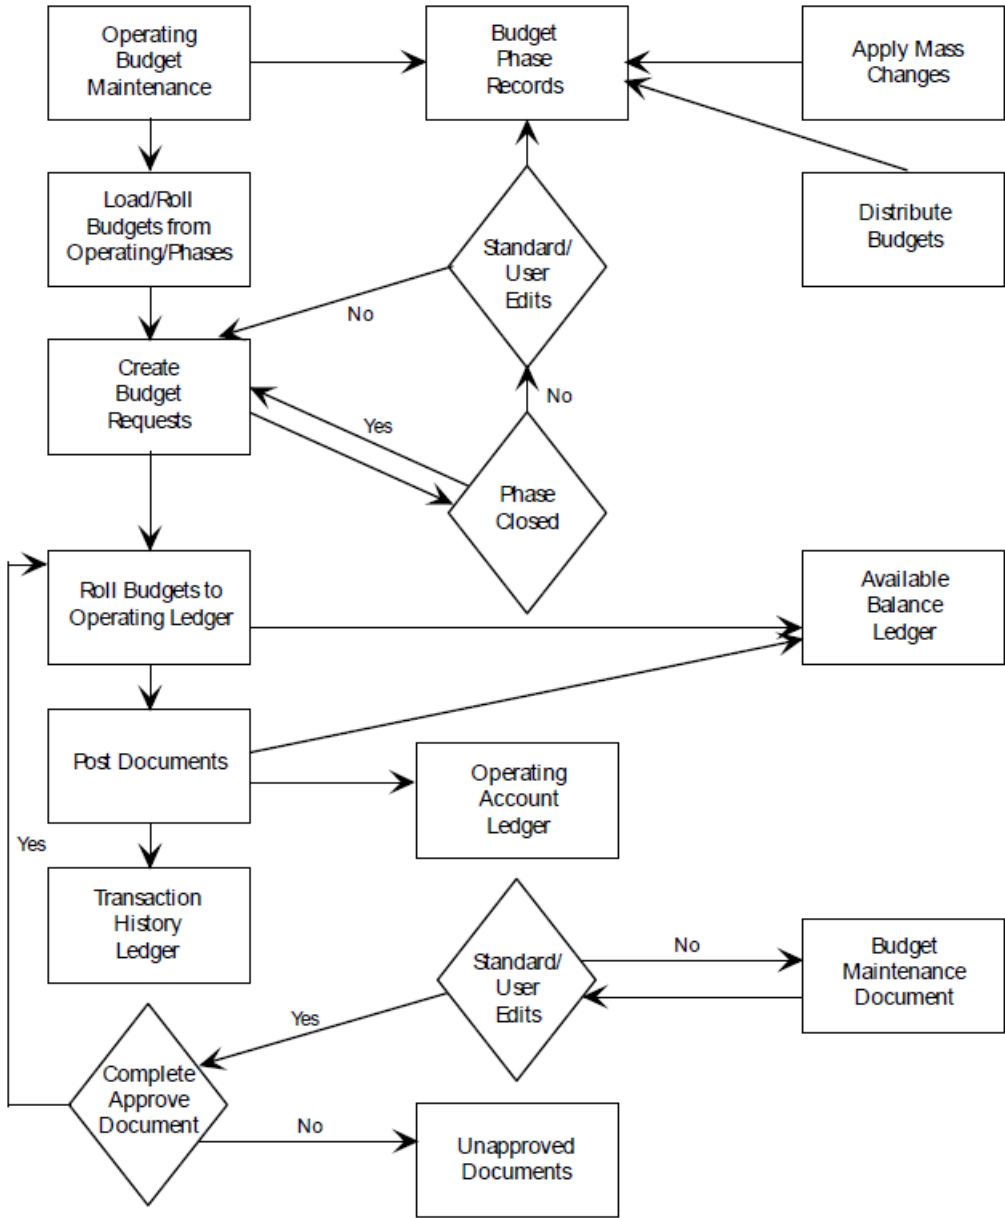 Operating
Budget
Maintenance
Budget
Phase
Records
Apply Mass
Changes
Load/Roll
Budgets from
Operating/Phases
Standard/
User
Edits
Distribute
Budgets
No
Create
Budget
Requests
No
Yes
Phase
Closed
Roll Budgets to
Operating Ledger
Available
Balance
Ledger
Post Documents
Operating
Account
Ledger
Yes
Transaction
History
Ledger
Standard/
User
Edits
No
Budget
Maintenance
Document
Yes
Complete
Approve
Document
No
Unapproved
Documents